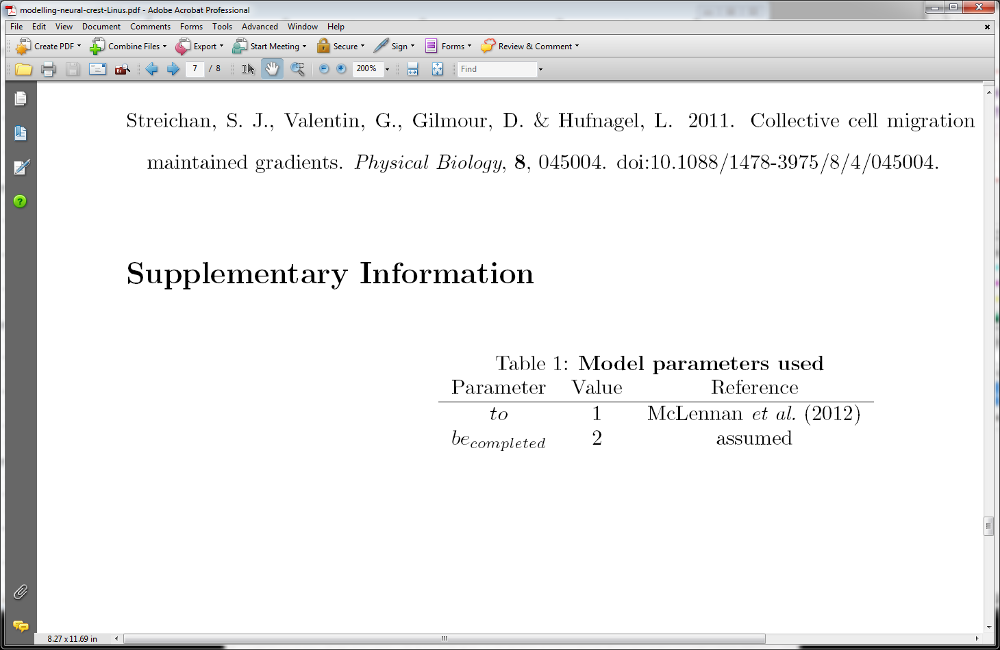 modelling-neural-crest-Linus.pdf - Adobe Acrobat Professional
File Edit View Document Comments Forms Tools Advanced Window Help
Create PDF Combine Files Export Start Meeting Secure Sign Forms Review & Comment
Br 7 / 8 200% Find
Streichan, S. J., Valentin, G., Gilmour, D. & Hufnagel, L. 2011. Collective cell migration
maintained gradients. Physical Biology, 8, 045004. doi:10.1088/1478-3975/8/4/045004.
Supplementary Information
Table 1: Model parameters used
Parameter Value Reference
to 1 McLennan et al. (2012)
be_completed 2 assumed
8.27 x 11.69 in